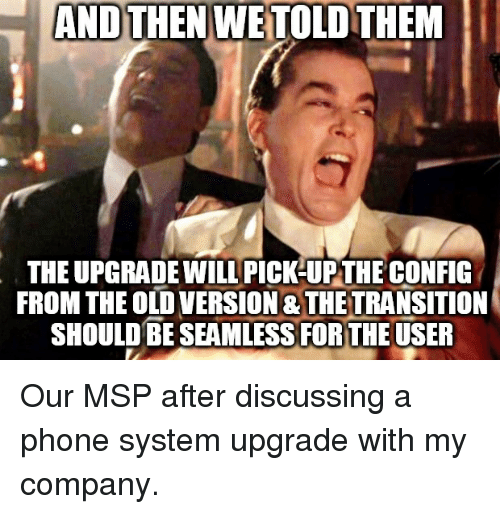 AND THEN WE TOLD THEM
THE UPGRADE WILL PICK-UP THE CONFIG
FROM THE OLD VERSION & THE TRANSITION
SHOULD BE SEAMLESS FOR THE USER
Our MSP after discussing a
phone system upgrade with my
company.